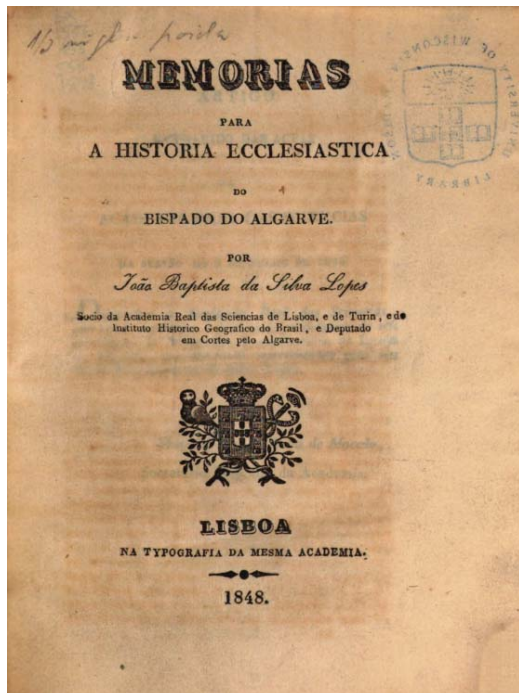 MEMORIAS
PARA
A HISTORIA ECCLESIASTICA
DO
BISPADO DO ALGARVE.
POR
João Baptista da Silva Lopes
Socio da Academia Real das Sciencias de Lisboa, e de Turin, e do
Instituto Historico Geografico do Brasil, e Deputado
em Cortes pelo Algarve.
LISBOA
NA TYPOGRAFIA DA MESMA ACADEMIA.
1848.